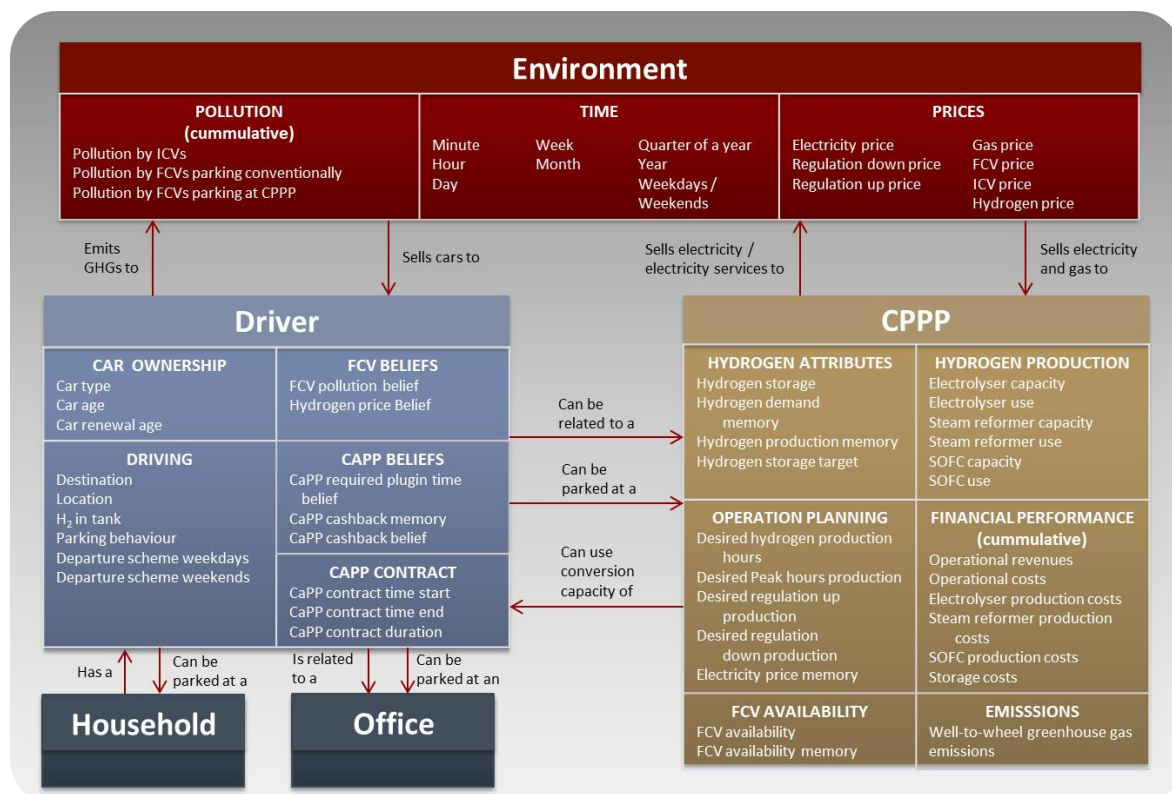 Environment
POLLUTION
(cummulative)
Pollution by ICVs
Pollution by FCVs parking conventionally
Pollution by FCVs parking at CPPP
TIME
Minute
Hour
Day
Week
Month
Quarter of a year
Year
Weekdays /
Weekends
PRICES
Electricity price
Regulation down price
Regulation up price
Gas price
FCV price
ICV price
Hydrogen price
Emits
GHGs to
Sells cars to
Sells electricity /
electricity services to
Sells electricity
and gas to
Driver
CAR OWNERSHIP
Car type
Car age
Car renewal age
FCV BELIEFS
FCV pollution belief
Hydrogen price Belief
DRIVING
Destination
Location
H₂ in tank
Parking behaviour
Departure scheme weekdays
Departure scheme weekends
CAPP BELIEFS
CaPP required plugin time
belief
CaPP cashback memory
CaPP cashback belief
CAPP CONTRACT
CaPP contract time start
CaPP contract time end
CaPP contract duration
Can be
related to a
Can be
parked at a
Can use
conversion
capacity of
CPPP
HYDROGEN ATTRIBUTES
Hydrogen storage
Hydrogen demand
memory
Hydrogen production memory
Hydrogen storage target
HYDROGEN PRODUCTION
Electrolyser capacity
Electrolyser use
Steam reformer capacity
Steam reformer use
SOFC capacity
SOFC use
OPERATION PLANNING
Desired hydrogen production
hours
Desired Peak hours production
Desired regulation up
production
Desired regulation
down production
Electricity price memory
FINANCIAL PERFORMANCE
(cummulative)
Operational revenues
Operational costs
Electrolyser production costs
Steam reformer production
costs
SOFC production costs
Storage costs
FCV AVAILABILITY
FCV availability
FCV availability memory
EMISSSIONS
Well-to-wheel greenhouse gas
emissions
Has a
Can be
parked at a
Is related
to a
Can be
parked at an
Household
Office